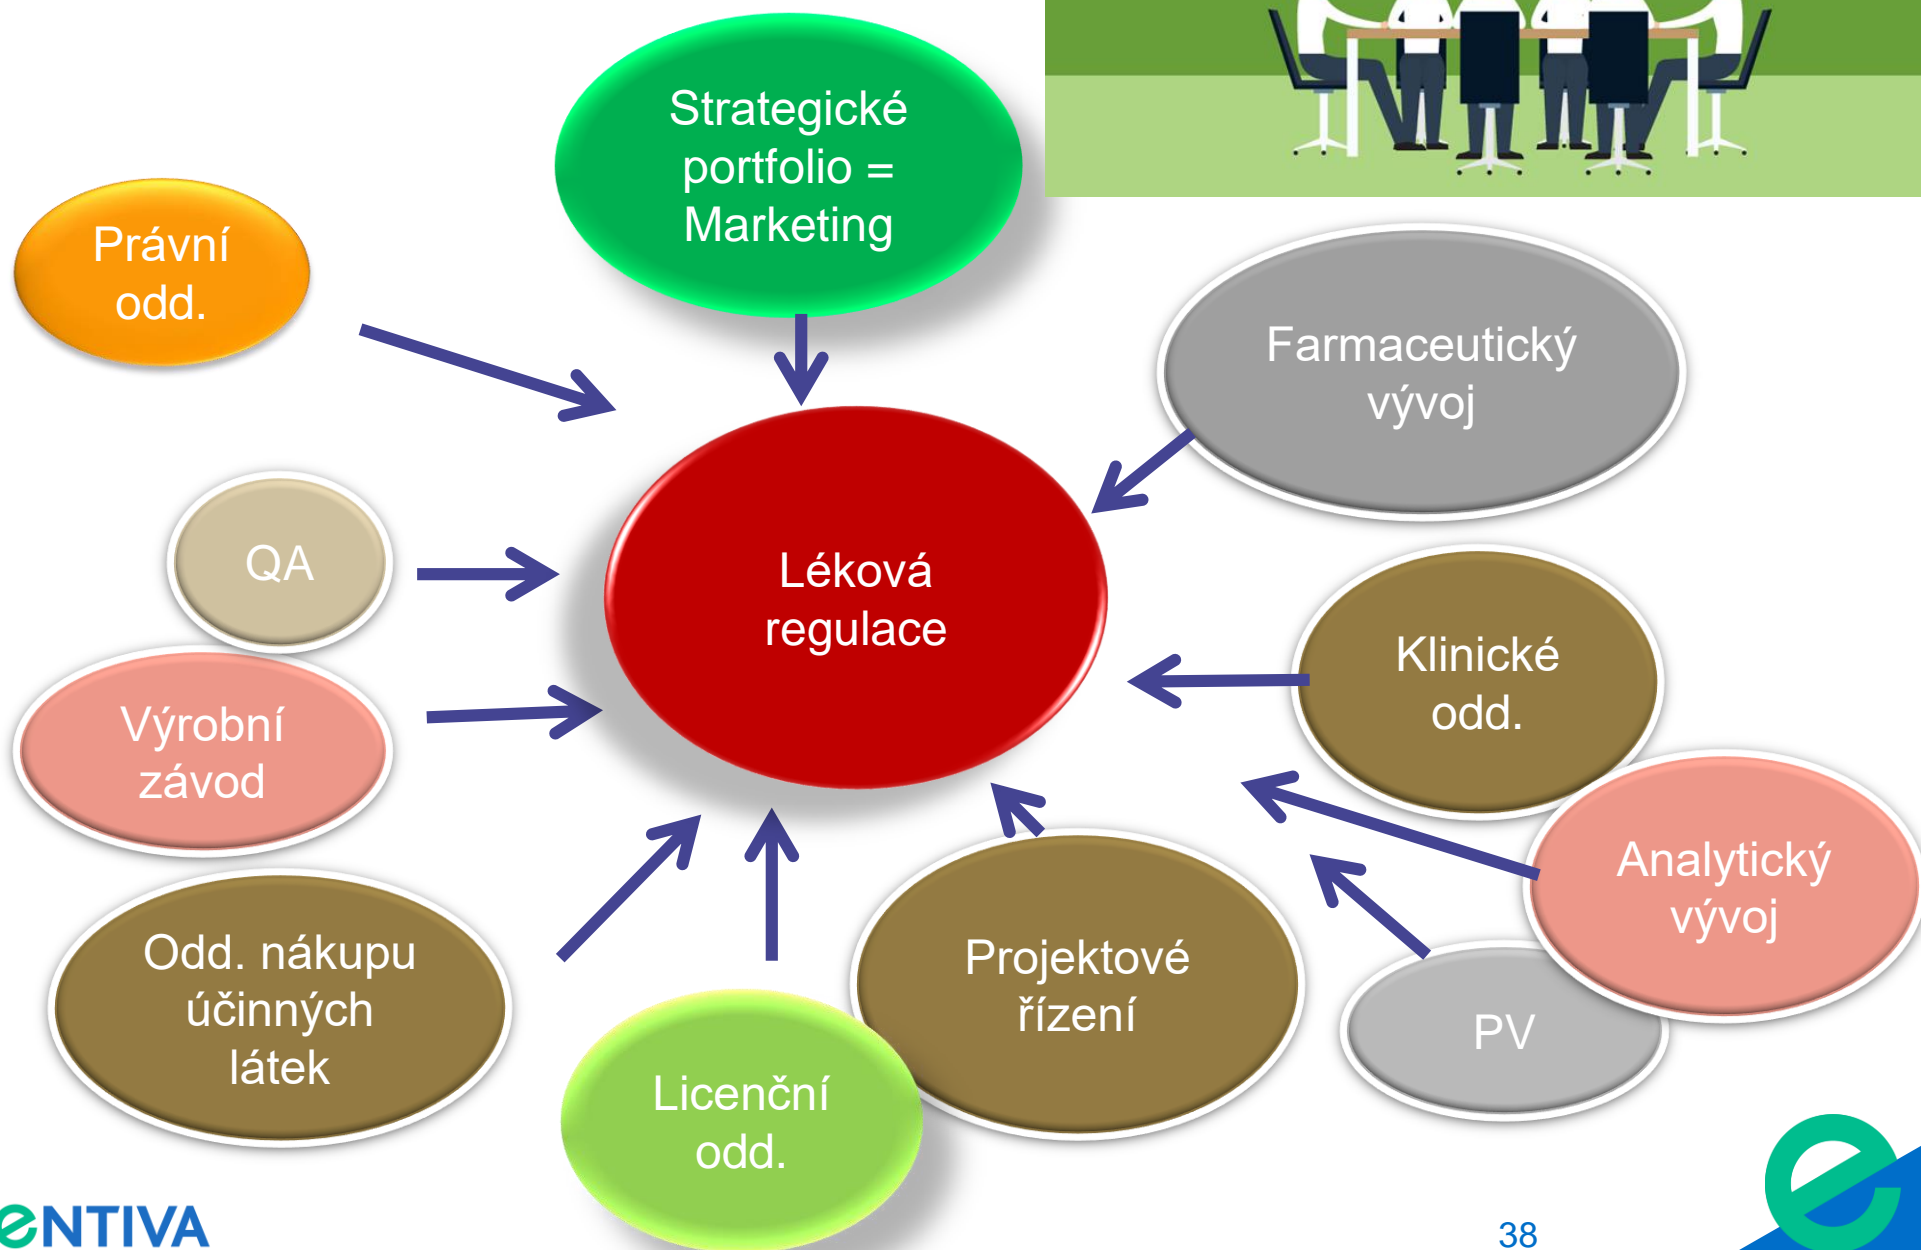 Strategické
portfolio =
Marketing
Právní
odd.
Farmaceutický
vývoj
QA
Léková
regulace
Klinické
odd.
Výrobní
závod
Analytický
vývoj
Odd. nákupu
účinných
látek
Projektové
řízení
PV
Licenční
odd.
ENTIVA
38